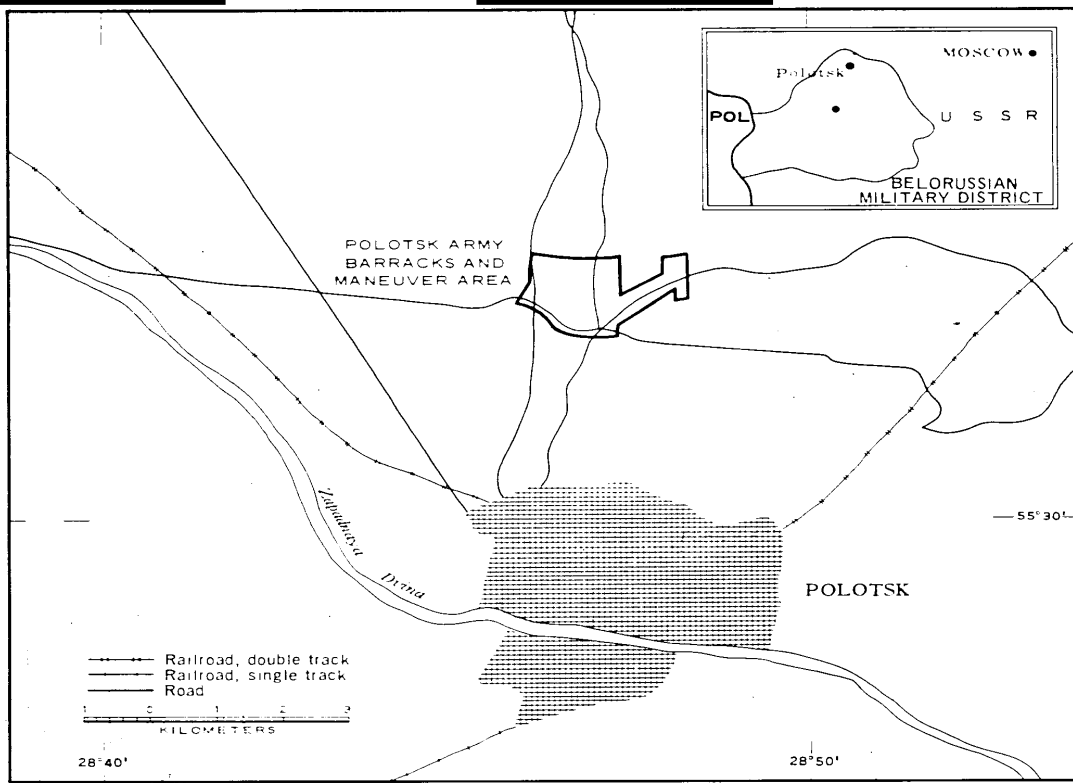 MOSCOW
Polotsk
POL
U S S R
BELORUSSIAN
MILITARY DISTRICT
POLOTSK ARMY
BARRACKS AND
MANEUVER AREA
55°30'
Zapadnaya
Dvina
POLOTSK
Railroad, double track
Railroad, single track
Road
1 0 1 2 3
KILOMETERS
28°40'
28°50'